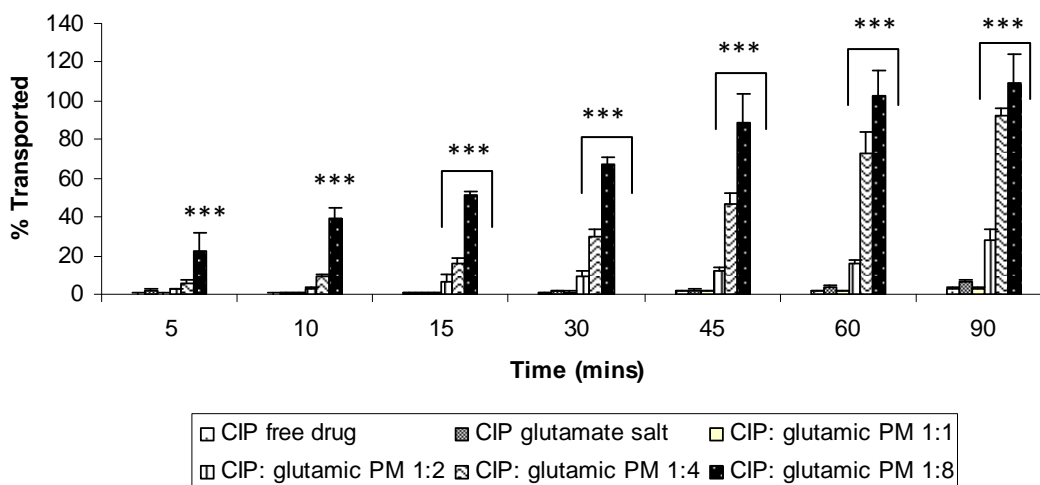 140
120
100
80
60
40
20
0
% Transported
*** *** *** *** *** *** ***
5 10 15 30 45 60 90
Time (mins)
CIP free drug CIP glutamate salt CIP: glutamic PM 1:1
CIP: glutamic PM 1:2 CIP: glutamic PM 1:4 CIP: glutamic PM 1:8